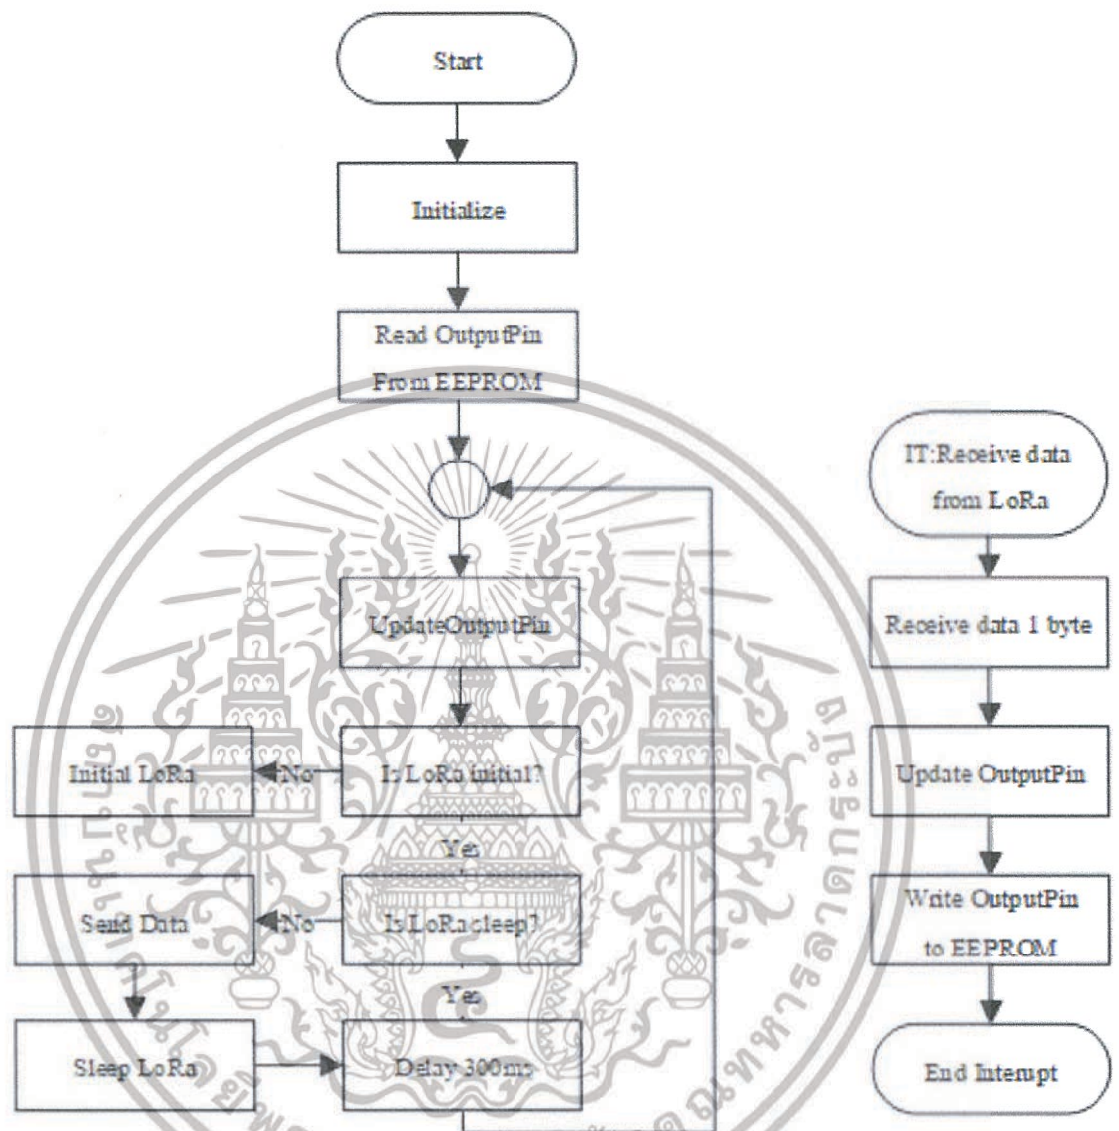 Start
Initialize
Read OutputPin
From EEPROM
IT:Receive data
from LoRa
UpdateOutputPin
Receive data 1 byte
Initial LoRa
No
Is LoRa initial?
Update OutputPin
Yes
Send Data
No
Is LoRa sleep?
Write OutputPin
to EEPROM
Yes
Sleep LoRa
Delay 300ms
End Interupt